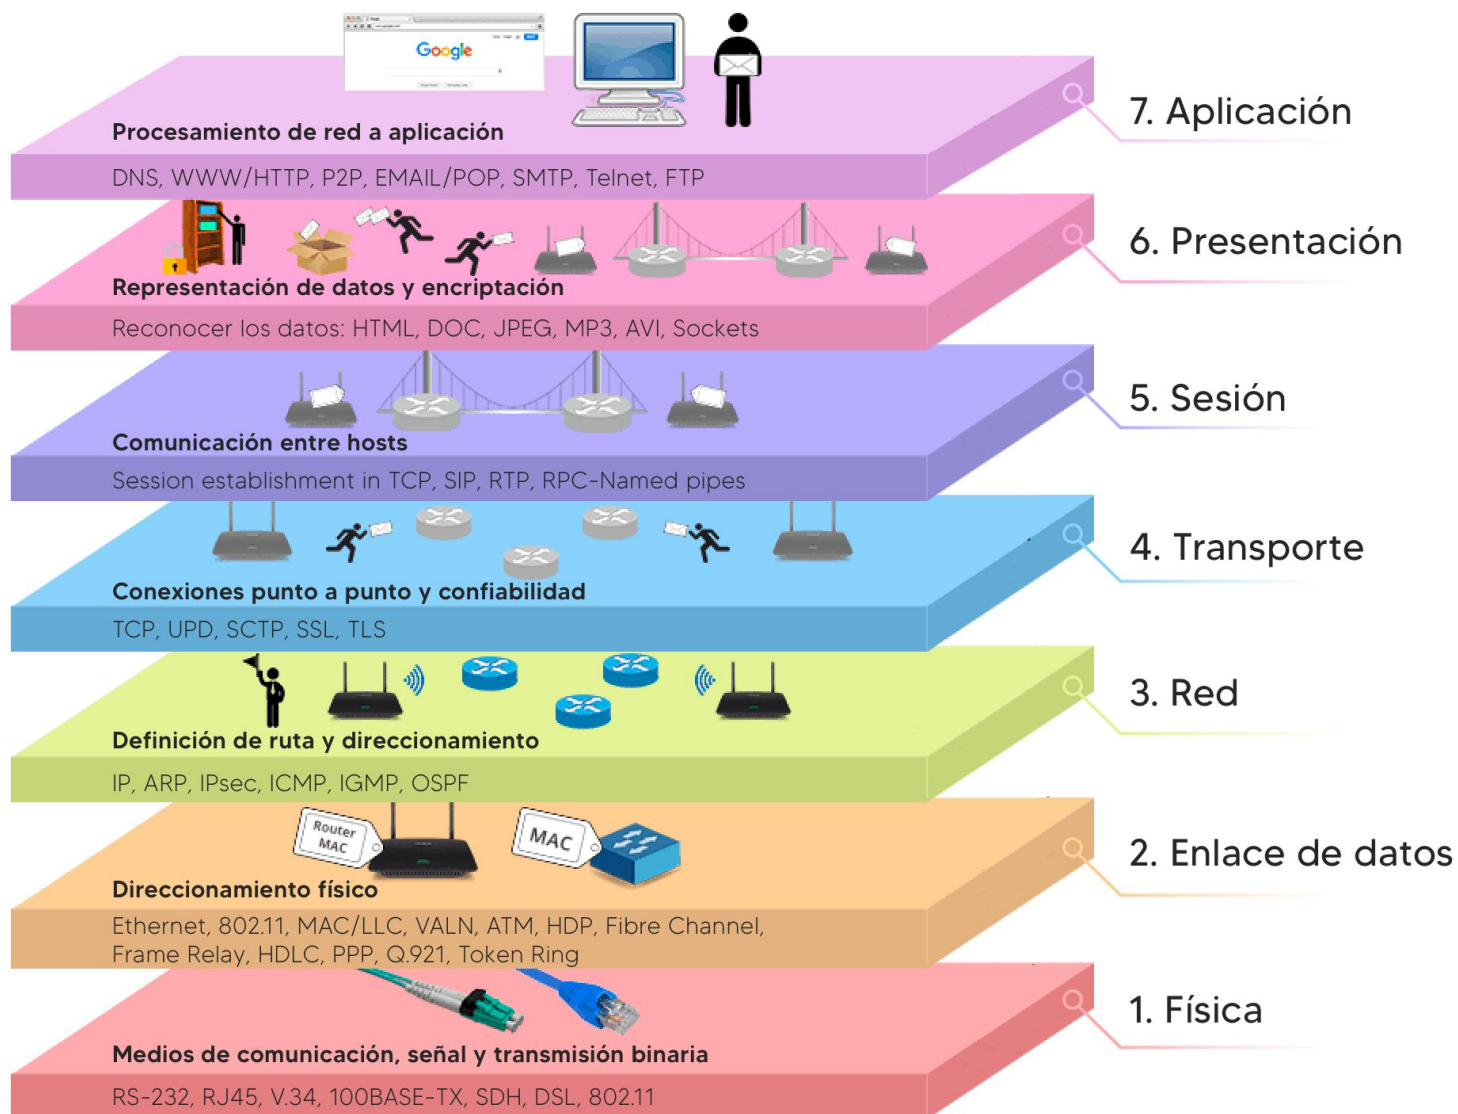 Google
7. Aplicación
Procesamiento de red a aplicación
DNS, WWW/HTTP, P2P, EMAIL/POP, SMTP, Telnet, FTP
6. Presentación
Representación de datos y encriptación
Reconocer los datos: HTML, DOC, JPEG, MP3, AVI, Sockets
5. Sesión
Comunicación entre hosts
Session establishment in TCP, SIP, RTP, RPC-Named pipes
4. Transporte
Conexiones punto a punto y confiabilidad
TCP, UPD, SCTP, SSL, TLS
3. Red
Definición de ruta y direccionamiento
IP, ARP, IPsec, ICMP, IGMP, OSPF
Router
MAC
MAC
2. Enlace de datos
Direccionamiento físico
Ethernet, 802.11, MAC/LLC, VALN, ATM, HDP, Fibre Channel,
Frame Relay, HDLC, PPP, Q.921, Token Ring
1. Física
Medios de comunicación, señal y transmisión binaria
RS-232, RJ45, V.34, 100BASE-TX, SDH, DSL, 802.11